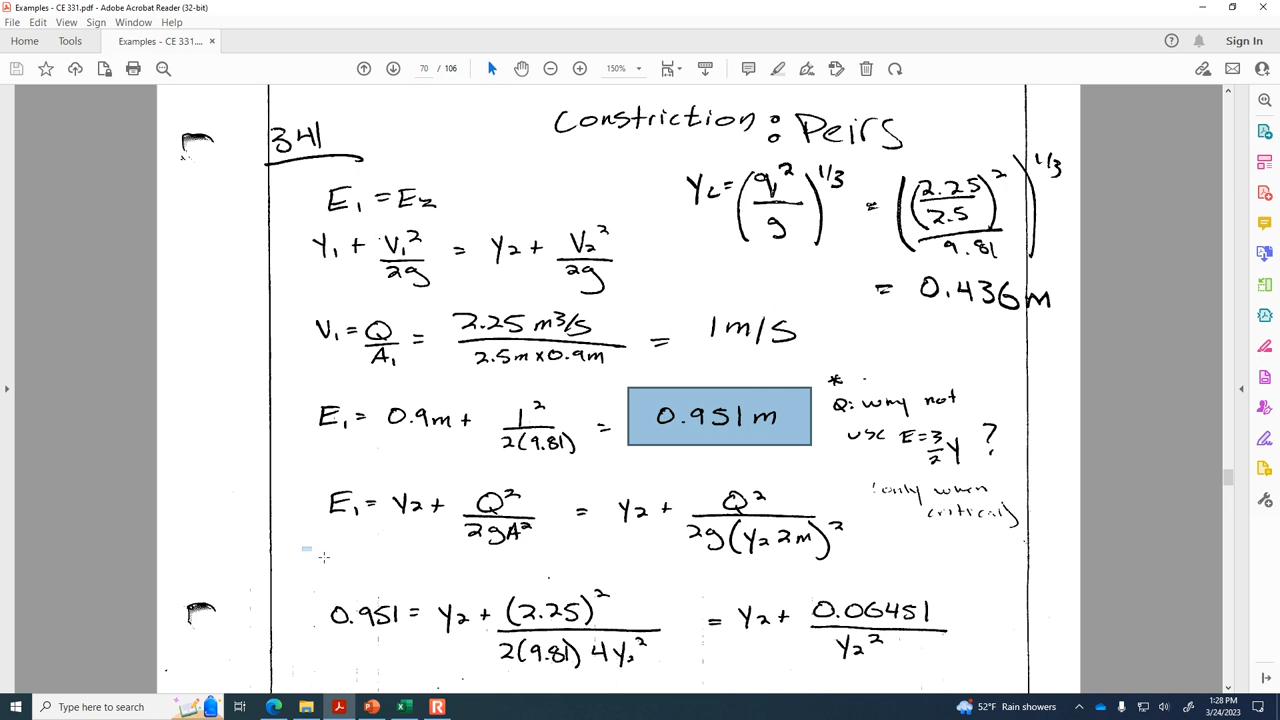 Examples - CE 331.pdf - Adobe Acrobat Reader (32-bit)
File Edit View Sign Window Help
Home Tools Examples - CE 331.... × Sign In
70 / 106 150%
Constriction : Peirs
341
E₁ = E₂
Y_c = (q²/g)^1/3 = ((2.25/2.5)²/9.81)^1/3
= 0.436 m
Y₁ + V₁²/2g = Y₂ + V₂²/2g
V₁ = Q/A₁ = 2.25 m³/s / 2.5m x 0.9m = 1 m/s
E₁ = 0.9m + 1²/2(9.81) = 0.951 m
* Q: why not
use E = 3/2 Y ?
! only when
critical
E₁ = Y₂ + Q²/2gA² = Y₂ + Q²/2g(Y₂ 2m)²
0.951 = Y₂ + (2.25)²/2(9.81) 4Y₂² = Y₂ + 0.06451/Y₂²
Type here to search
52°F Rain showers
1:28 PM
3/24/2023